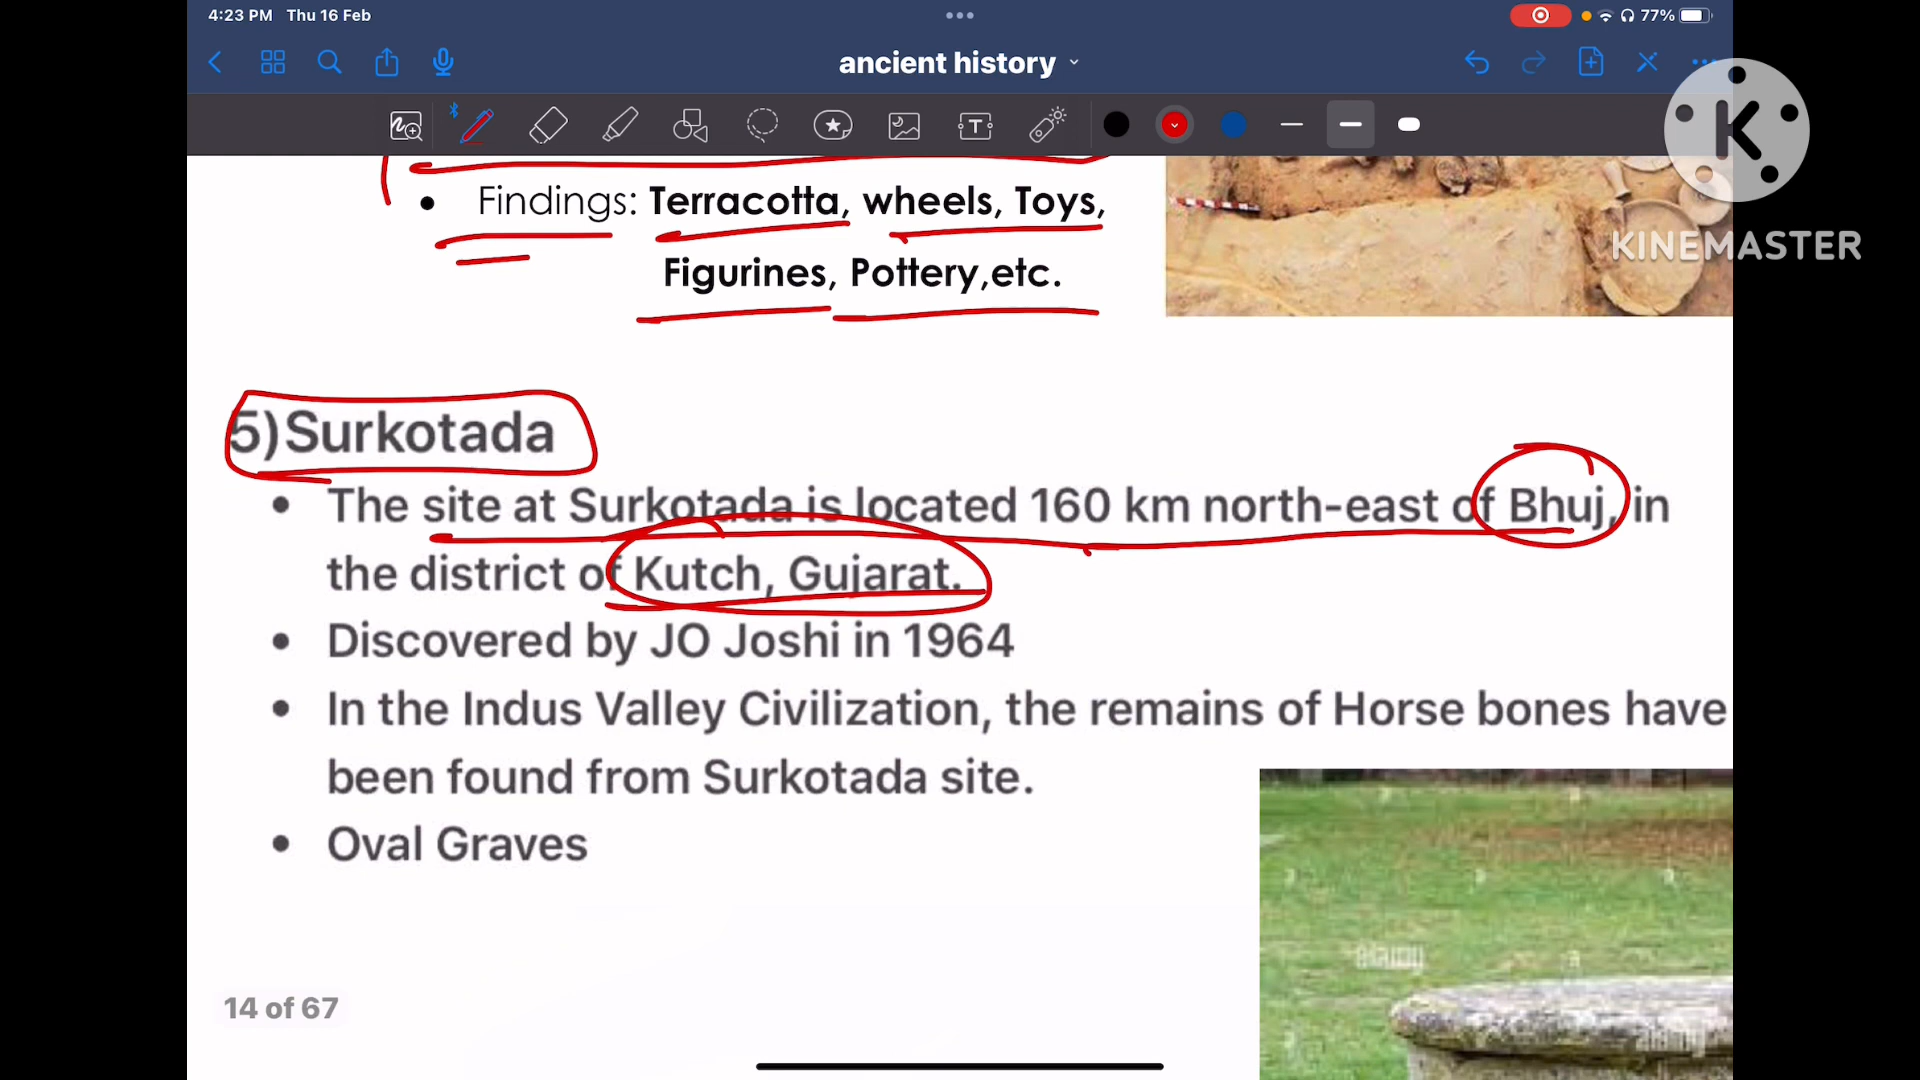 4:23 PM Thu 16 Feb
77%
ancient history
T
K
KINEMASTER
• Findings: Terracotta, wheels, Toys,
Figurines, Pottery,etc.
5)Surkotada
• The site at Surkotada is located 160 km north-east of Bhuj, in
the district of Kutch, Gujarat.
• Discovered by JO Joshi in 1964
• In the Indus Valley Civilization, the remains of Horse bones have
been found from Surkotada site.
• Oval Graves
alamy
14 of 67
alamy